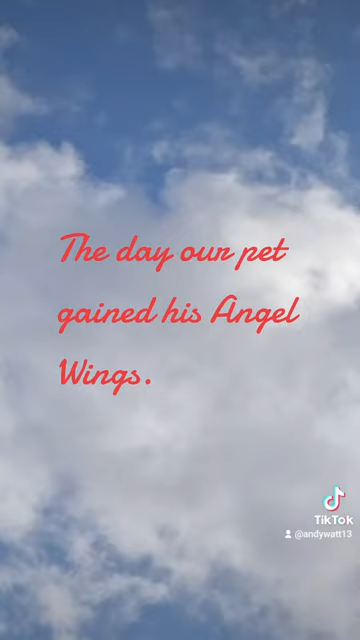 The day our pet
gained his Angel
Wings.
TikTok
@andywatt13